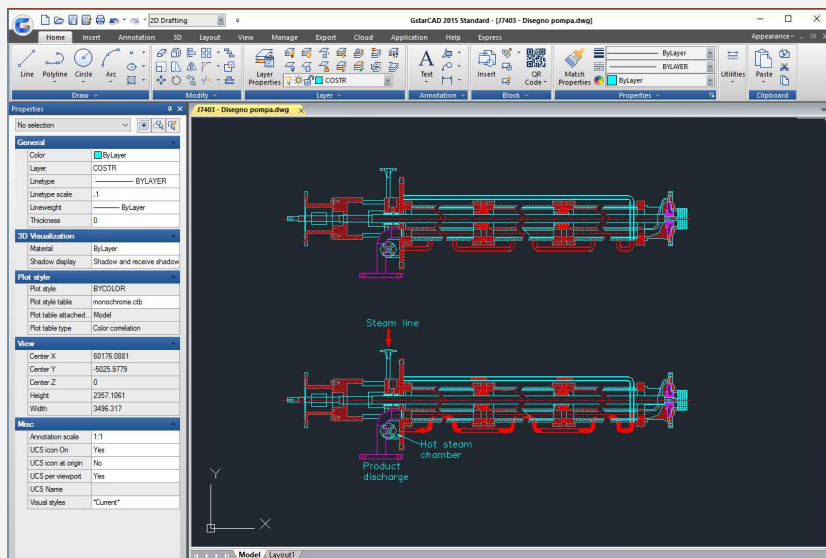 2D Drafting
GstarCAD 2015 Standard - [J7403 - Disegno pompa.dwg]
Home Insert Annotation 3D Layout View Manage Export Cloud Application Help Express Appearance
Line Polyline Circle Arc
Layer Properties
COSTR
Text
Insert
QR Code
Match Properties
ByLayer
BYLAYER
ByLayer
Utilities
Paste
Draw Modify Layer Annotation Block Properties Clipboard
Properties
J7403 - Disegno pompa.dwg
No selection
General
Color ByLayer
Layer COSTR
Linetype BYLAYER
Linetype scale .1
Lineweight ByLayer
Thickness 0
3D Visualization
Material ByLayer
Shadow display Shadow and receive shadow
Plot style
Plot style BYCOLOR
Plot style table monochrome.ctb
Plot table attached... Model
Plot table type Color correlation
View
Center X 60176.0881
Center Y -5025.9779
Center Z 0
Height 2357.1061
Width 3496.317
Misc
Annotation scale 1:1
UCS icon On Yes
UCS icon at origin No
UCS per viewport Yes
UCS Name
Visual styles "Current"
Steam line
Hot steam
chamber
Product
discharge
Y
X
Model Layout1